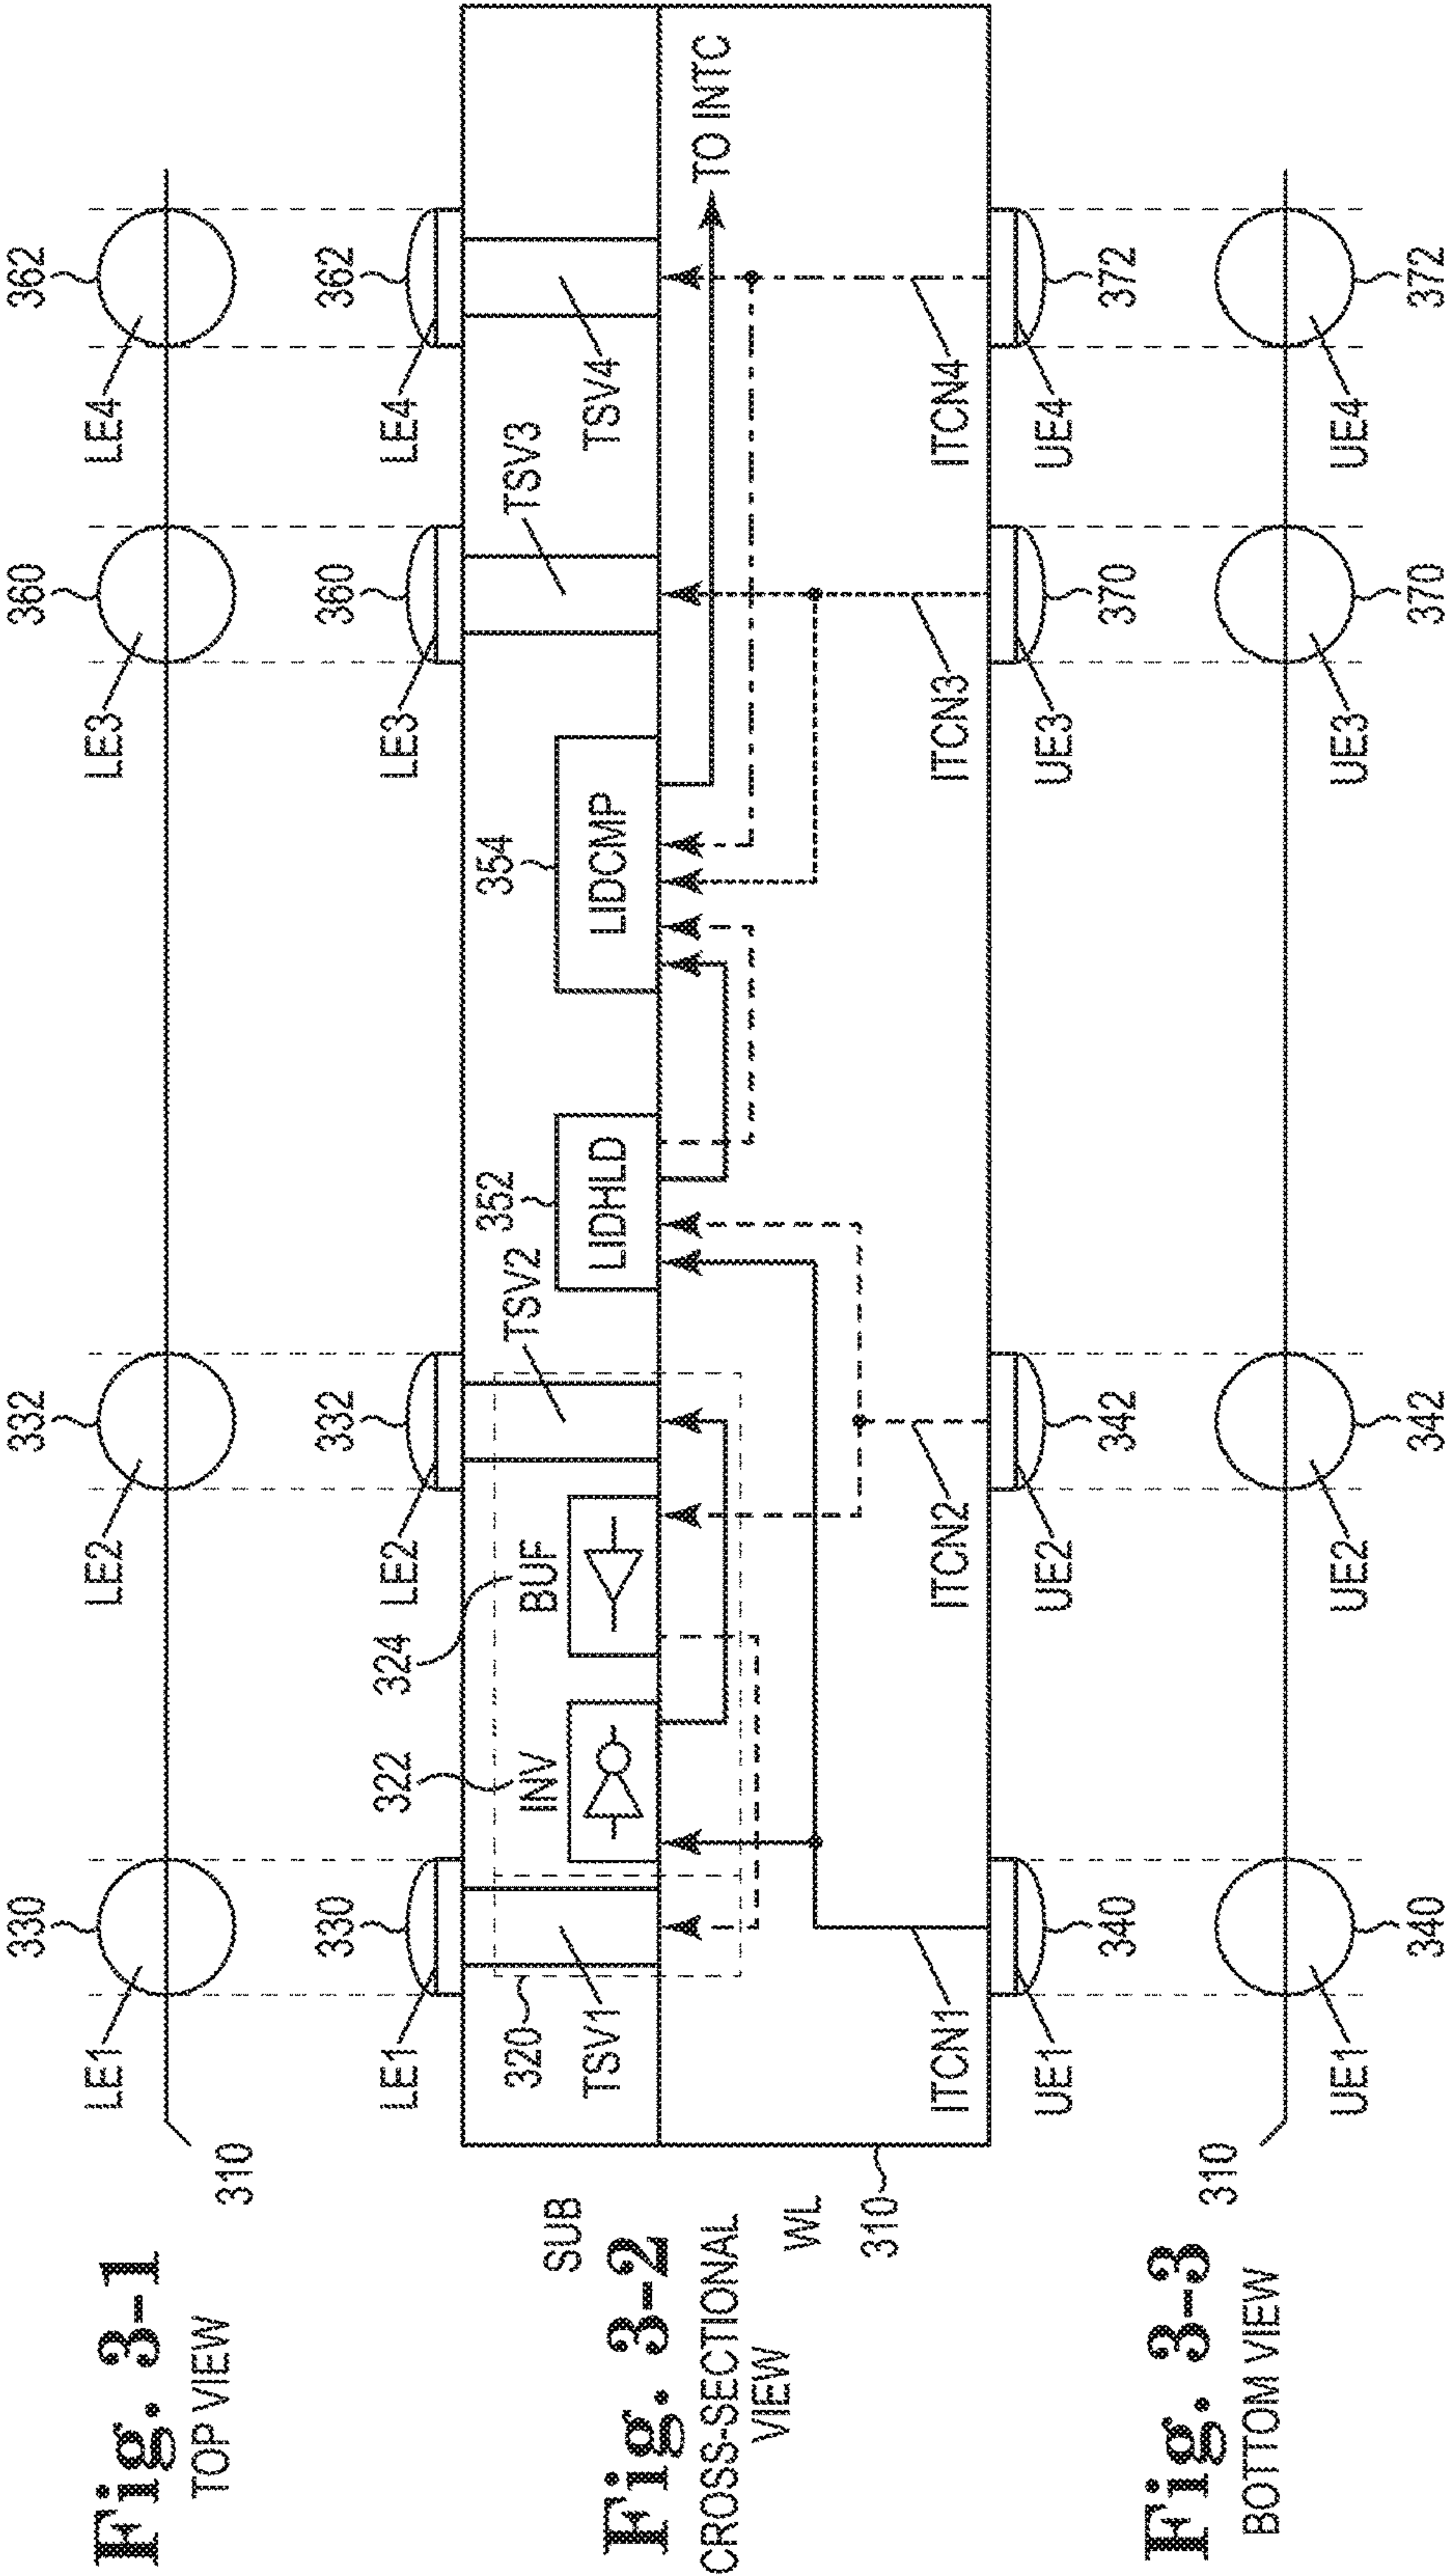 Fig. 3-1
TOP VIEW
310
LE1
330
LE2
332
LE3
360
LE4
362
Fig. 3-2
CROSS-SECTIONAL
VIEW
SUB
WL
310
LE1
330
LE2
332
LE3
360
LE4
362
320
TSV1
322
INV
324
BUF
TSV2
352
LIDHLD
354
LIDCMP
TSV3
TSV4
TO INTC
ITCN1
ITCN2
ITCN3
ITCN4
UE1
340
UE2
342
UE3
370
UE4
372
Fig. 3-3
BOTTOM VIEW
310
UE1
340
UE2
342
UE3
370
UE4
372